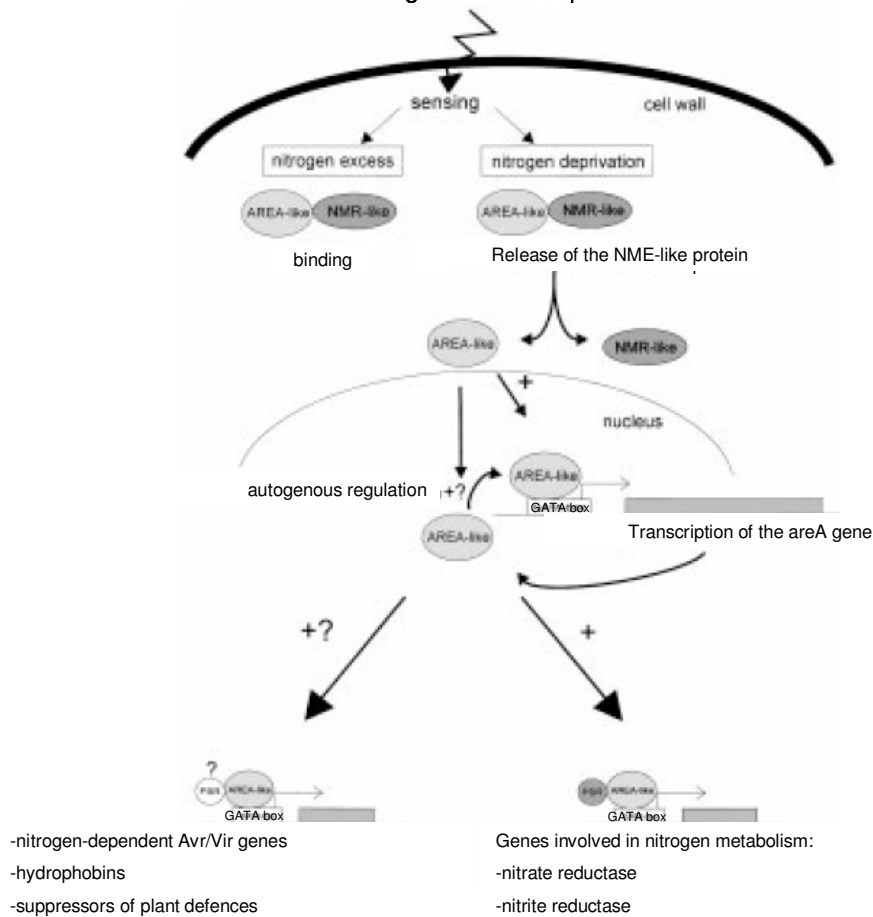 sensing
cell wall
nitrogen excess
nitrogen deprivation
AREA-like NMR-like
AREA-like NMR-like
binding
Release of the NME-like protein
AREA-like
NMR-like
+
nucleus
AREA-like
autogenous regulation
+?
GATA box
Transcription of the areA gene
AREA-like
+?
+
?
AREA-like
AREA-like
GATA box
GATA box
-nitrogen-dependent Avr/Vir genes
Genes involved in nitrogen metabolism:
-hydrophobins
-nitrate reductase
-suppressors of plant defences
-nitrite reductase